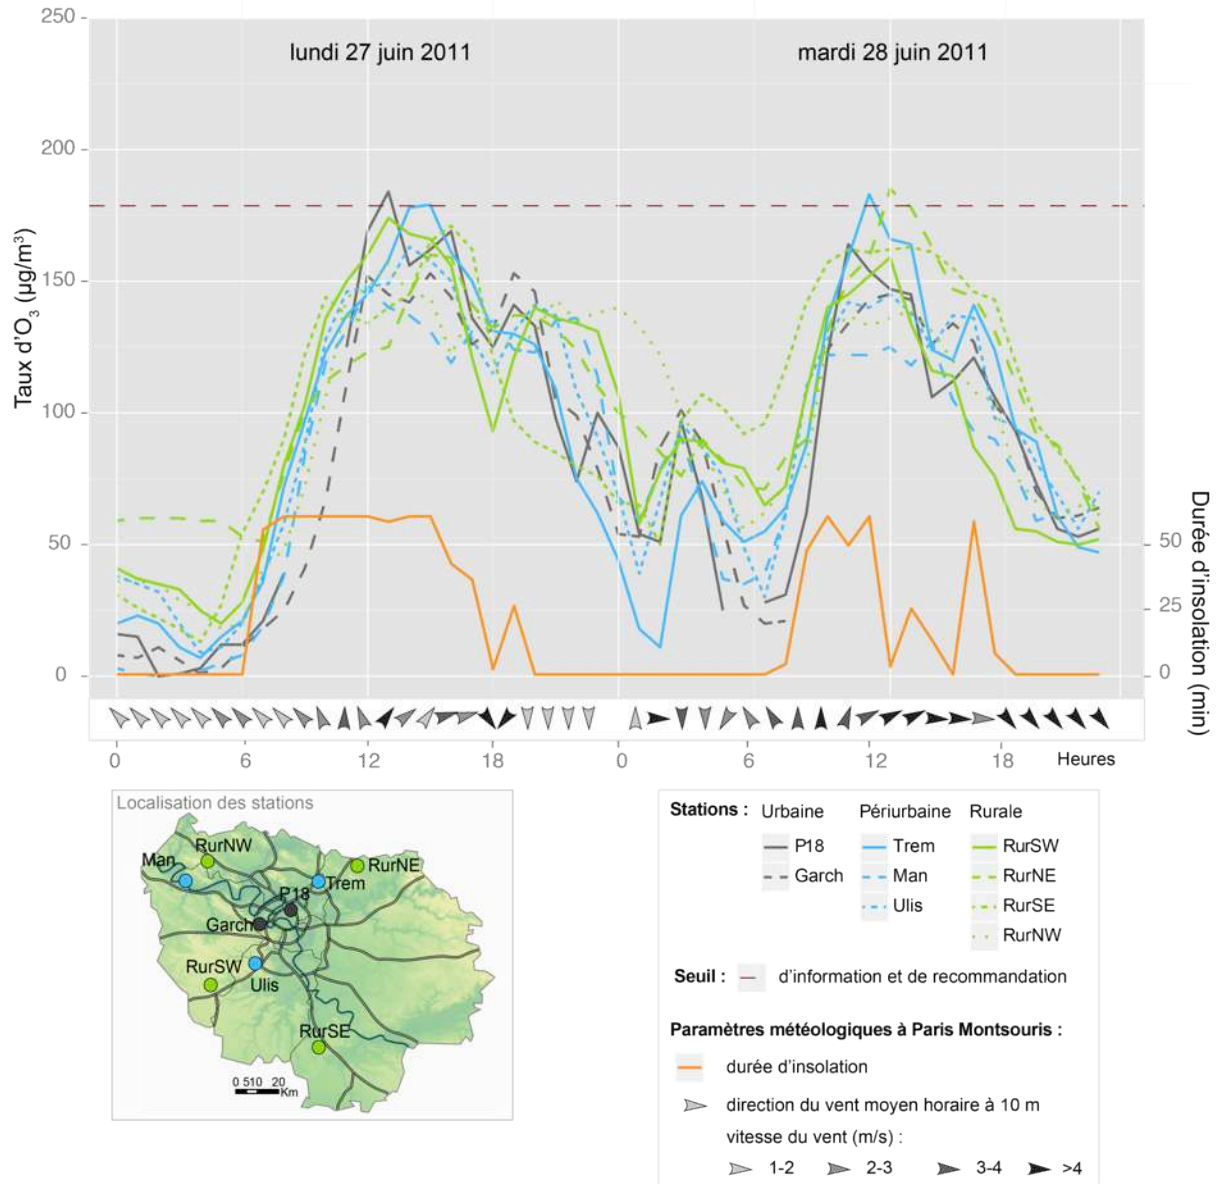 250
200
150
100
50
0
Taux d'O3 (µg/m³)
lundi 27 juin 2011
mardi 28 juin 2011
50
25
0
Durée d'insolation (min)
0
6
12
18
0
6
12
18
Heures
Localisation des stations
RurNW
Man
RurNE
Trem
P18
Garch
RurSW
Ulis
RurSE
0 510 20
Km
Stations : Urbaine Périurbaine Rurale
P18 Trem RurSW
Garch Man RurNE
Ulis RurSE
RurNW
Seuil : d'information et de recommandation
Paramètres météologiques à Paris Montsouris :
durée d'insolation
direction du vent moyen horaire à 10 m
vitesse du vent (m/s) :
1-2 2-3 3-4 >4